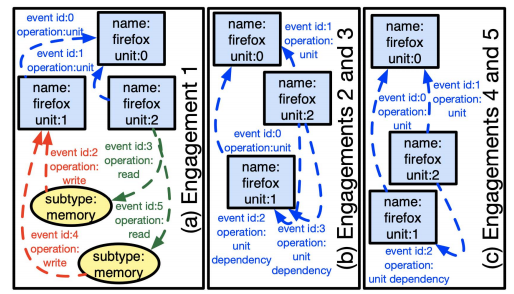 name:
firefox
unit:0
event id:0
operation:unit
event id:1
operation:unit
name:
firefox
unit:1
name:
firefox
unit:2
event id:2
operation:
write
event id:3
operation:
read
subtype:
memory
event id:5
operation:
read
event id:4
operation:
write
subtype:
memory
(a) Engagement 1
name:
firefox
unit:0
event id:1
operation:
unit
name:
firefox
unit:2
event id:0
operation:unit
name:
firefox
unit:1
event id:2
operation:
unit
dependency
event id:3
operation:
unit
dependency
(b) Engagements 2 and 3
name:
firefox
unit:0
event id:0
operation:
unit
event id:1
operation:
unit
name:
firefox
unit:2
name:
firefox
unit:1
event id:2
operation:
unit dependency
(c) Engagements 4 and 5